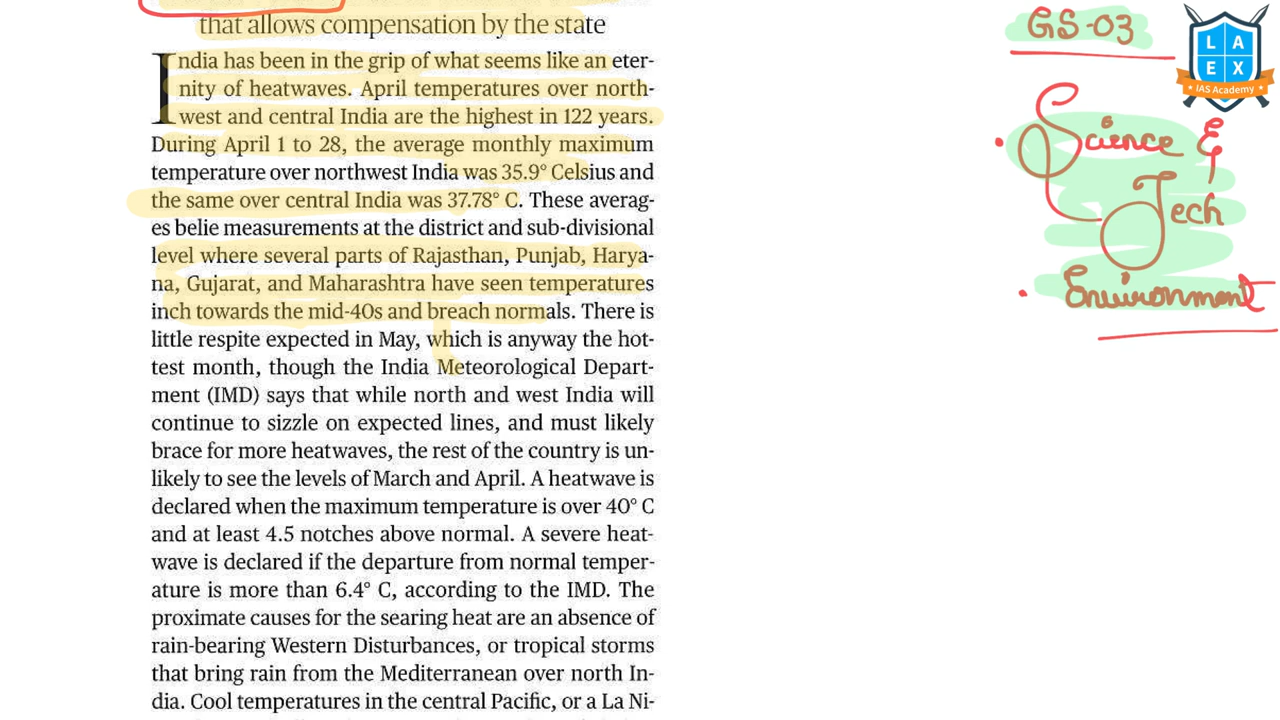 that allows compensation by the state
India has been in the grip of what seems like an eter-
nity of heatwaves. April temperatures over north-
west and central India are the highest in 122 years.
During April 1 to 28, the average monthly maximum
temperature over northwest India was 35.9° Celsius and
the same over central India was 37.78° C. These averag-
es belie measurements at the district and sub-divisional
level where several parts of Rajasthan, Punjab, Harya-
na, Gujarat, and Maharashtra have seen temperatures
inch towards the mid-40s and breach normals. There is
little respite expected in May, which is anyway the hot-
test month, though the India Meteorological Depart-
ment (IMD) says that while north and west India will
continue to sizzle on expected lines, and must likely
brace for more heatwaves, the rest of the country is un-
likely to see the levels of March and April. A heatwave is
declared when the maximum temperature is over 40° C
and at least 4.5 notches above normal. A severe heat-
wave is declared if the departure from normal temper-
ature is more than 6.4° C, according to the IMD. The
proximate causes for the searing heat are an absence of
rain-bearing Western Disturbances, or tropical storms
that bring rain from the Mediterranean over north In-
dia. Cool temperatures in the central Pacific, or a La Ni-
GS-03
Science &
Tech
Environment
L A
E X
IAS Academy